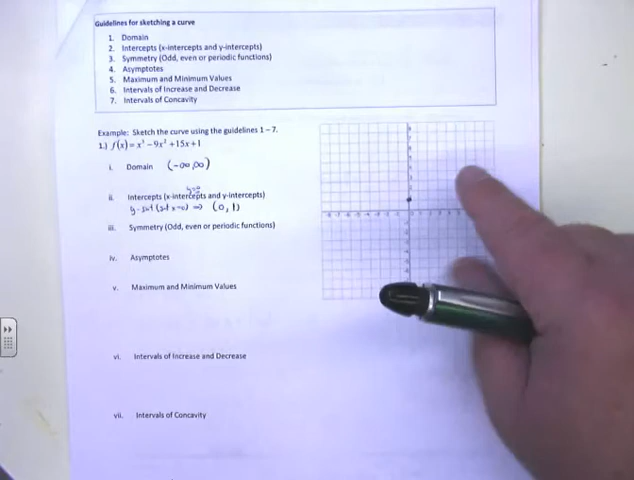 Guidelines for sketching a curve
1. Domain
2. Intercepts (x-intercepts and y-intercepts)
3. Symmetry (Odd, even or periodic functions)
4. Asymptotes
5. Maximum and Minimum Values
6. Intervals of Increase and Decrease
7. Intervals of Concavity
Example: Sketch the curve using the guidelines 1 – 7.
1.) f(x) = x³ − 9x² + 15x + 1
i. Domain (-∞,∞)
ii. Intercepts (x-intercepts and y-intercepts)
y-int (set x=0) ⇒ (0,1)
iii. Symmetry (Odd, even or periodic functions)
iv. Asymptotes
v. Maximum and Minimum Values
vi. Intervals of Increase and Decrease
vii. Intervals of Concavity